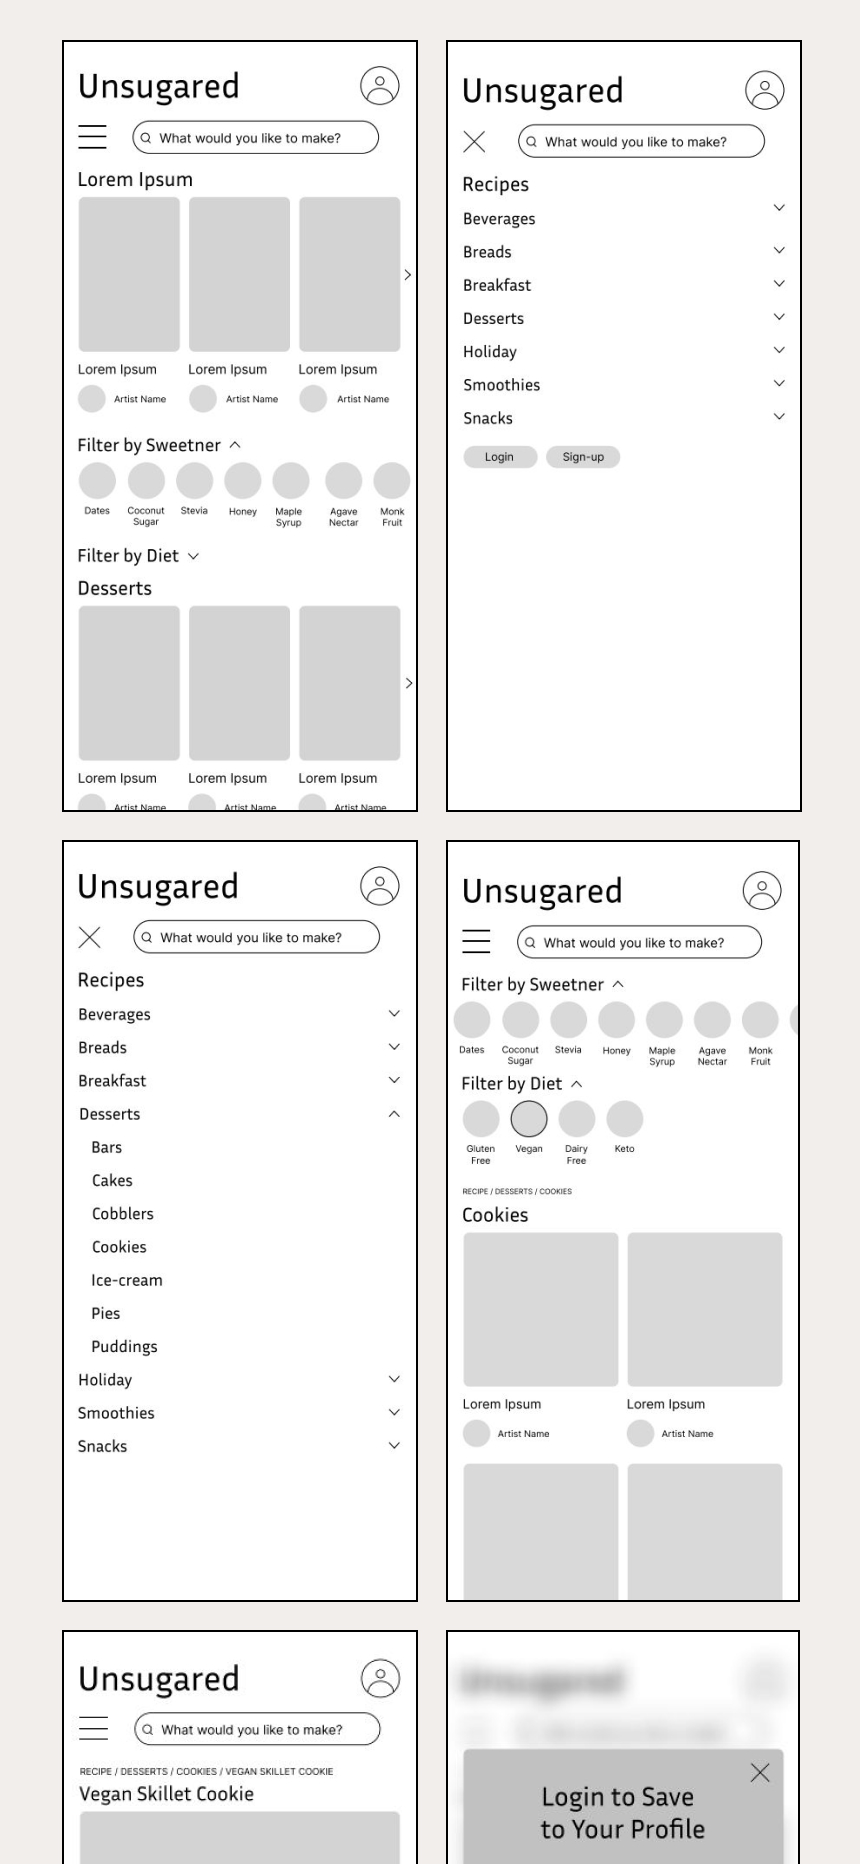 Unsugared
What would you like to make?
Lorem Ipsum
Lorem Ipsum Lorem Ipsum Lorem Ipsum
Artist Name Artist Name Artist Name
Filter by Sweetner
Dates Coconut Stevia Honey Maple Agave Monk
Sugar Syrup Nectar Fruit
Filter by Diet
Desserts
Lorem Ipsum Lorem Ipsum Lorem Ipsum
Artist Name Artist Name Artist Name
Unsugared
What would you like to make?
Recipes
Beverages
Breads
Breakfast
Desserts
Holiday
Smoothies
Snacks
Login Sign-up
Unsugared
What would you like to make?
Recipes
Beverages
Breads
Breakfast
Desserts
Bars
Cakes
Cobblers
Cookies
Ice-cream
Pies
Puddings
Holiday
Smoothies
Snacks
Unsugared
What would you like to make?
Filter by Sweetner
Dates Coconut Stevia Honey Maple Agave Monk
Sugar Syrup Nectar Fruit
Filter by Diet
Gluten Vegan Dairy Keto
Free Free
RECIPE / DESSERTS / COOKIES
Cookies
Lorem Ipsum Lorem Ipsum
Artist Name Artist Name
Unsugared
What would you like to make?
RECIPE / DESSERTS / COOKIES / VEGAN SKILLET COOKIE
Vegan Skillet Cookie
Unsugared
Login to Save
to Your Profile